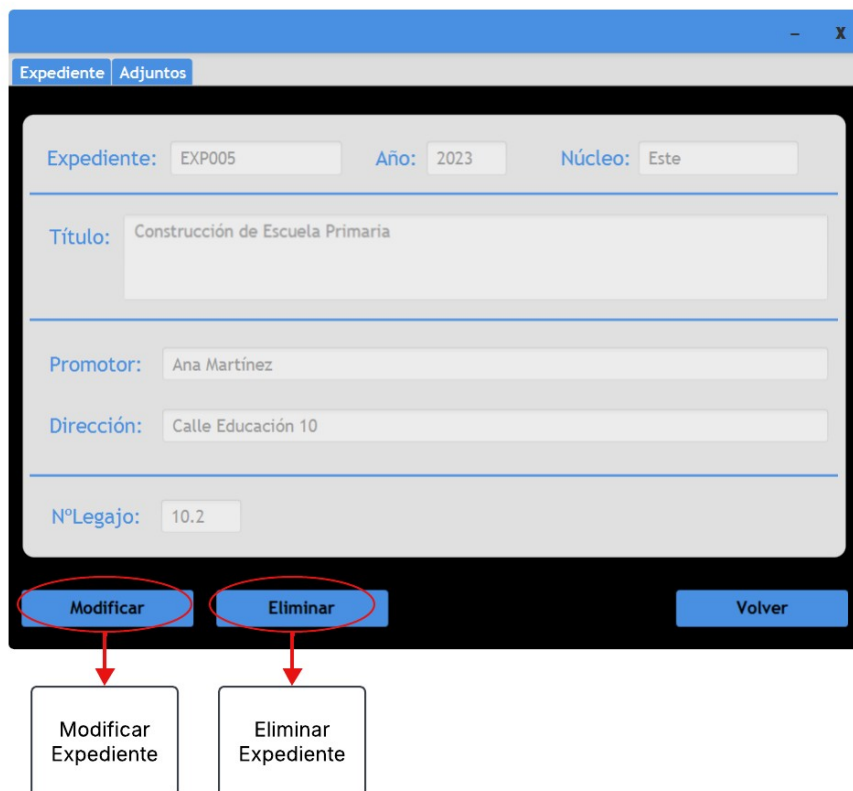 – X
Expediente Adjuntos
Expediente: EXP005 Año: 2023 Núcleo: Este
Título: Construcción de Escuela Primaria
Promotor: Ana Martínez
Dirección: Calle Educación 10
NºLegajo: 10.2
Modificar Eliminar Volver
Modificar
Expediente
Eliminar
Expediente